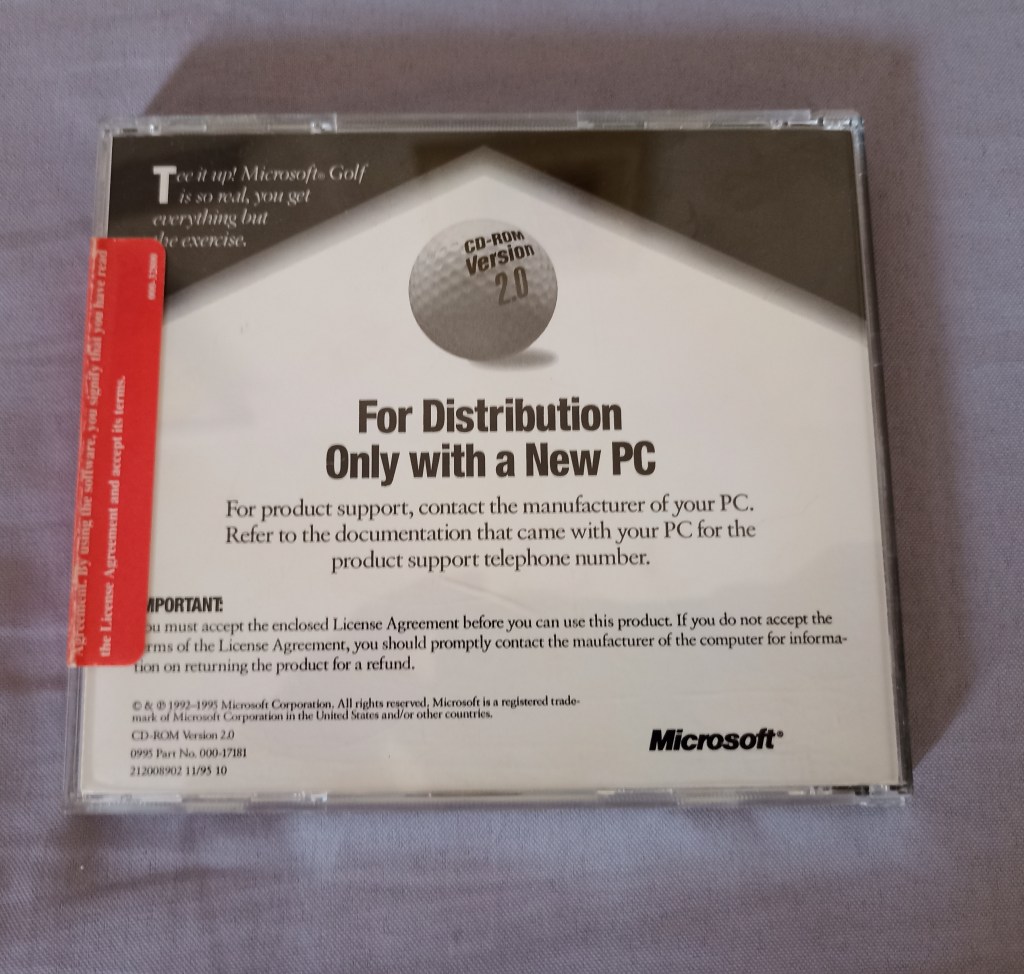 Tee it up! Microsoft® Golf
is so real, you get
everything but
the exercise.
CD-ROM
Version
2.0
For Distribution
Only with a New PC
For product support, contact the manufacturer of your PC.
Refer to the documentation that came with your PC for the
product support telephone number.
IMPORTANT:
You must accept the enclosed License Agreement before you can use this product. If you do not accept the
terms of the License Agreement, you should promptly contact the maufacturer of the computer for informa-
tion on returning the product for a refund.
© & ℗ 1992-1995 Microsoft Corporation. All rights reserved. Microsoft is a registered trade-
mark of Microsoft Corporation in the United States and/or other countries.
CD-ROM Version 2.0
0995 Part No. 000-17181
212008902 11/95 10
Microsoft®
Agreement. By using the software, you signify that you have read
the License Agreement and accept its terms.